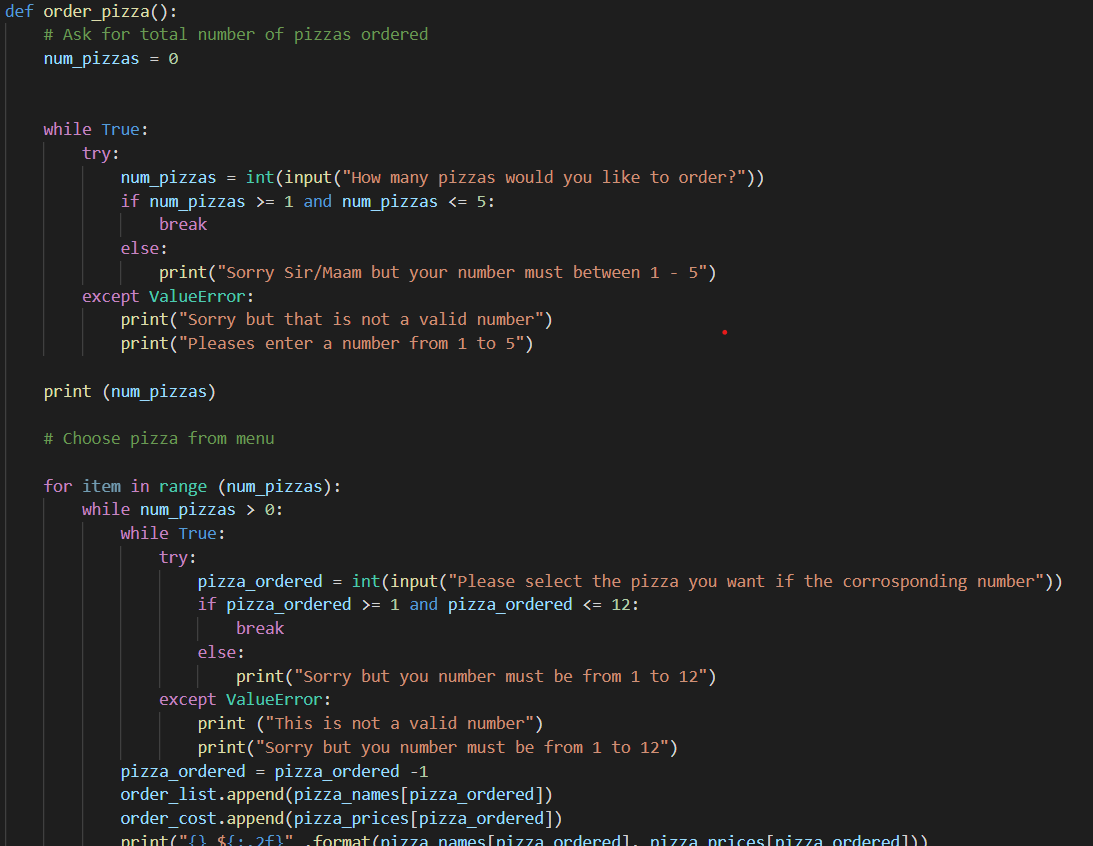 def order_pizza():
    # Ask for total number of pizzas ordered
    num_pizzas = 0
    while True:
        try:
            num_pizzas = int(input("How many pizzas would you like to order?"))
            if num_pizzas >= 1 and num_pizzas <= 5:
                break
            else:
                print("Sorry Sir/Maam but your number must between 1 - 5")
        except ValueError:
            print("Sorry but that is not a valid number")
            print("Pleases enter a number from 1 to 5")
    print (num_pizzas)
    # Choose pizza from menu
    for item in range (num_pizzas):
        while num_pizzas > 0:
            while True:
                try:
                    pizza_ordered = int(input("Please select the pizza you want if the corrosponding number"))
                    if pizza_ordered >= 1 and pizza_ordered <= 12:
                        break
                    else:
                        print("Sorry but you number must be from 1 to 12")
                except ValueError:
                    print ("This is not a valid number")
                    print("Sorry but you number must be from 1 to 12")
            pizza_ordered = pizza_ordered -1
            order_list.append(pizza_names[pizza_ordered])
            order_cost.append(pizza_prices[pizza_ordered])
            print("{} ${:.2f}" .format(pizza_names[pizza_ordered], pizza_prices[pizza_ordered]))